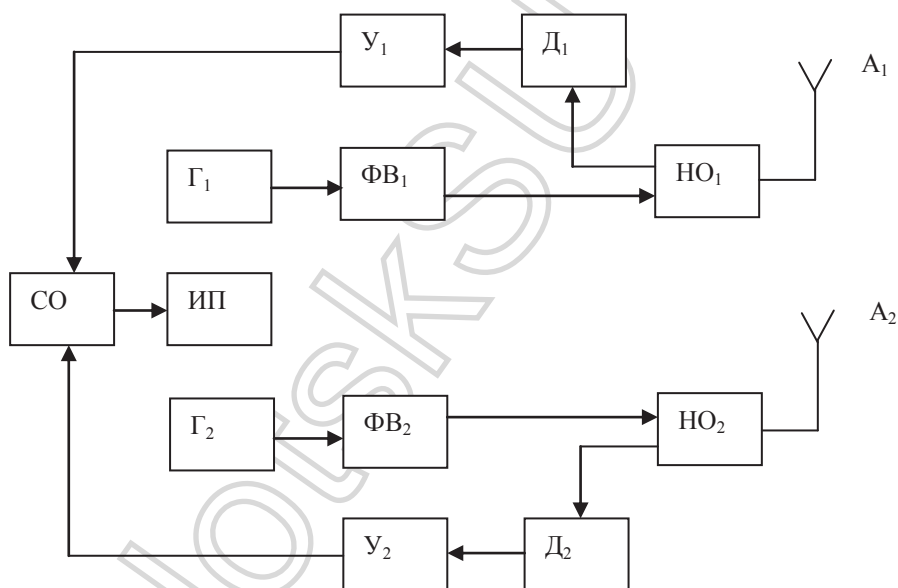 У₁
Д₁
А₁
Г₁
ФВ₁
НО₁
СО
ИП
А₂
Г₂
ФВ₂
НО₂
У₂
Д₂